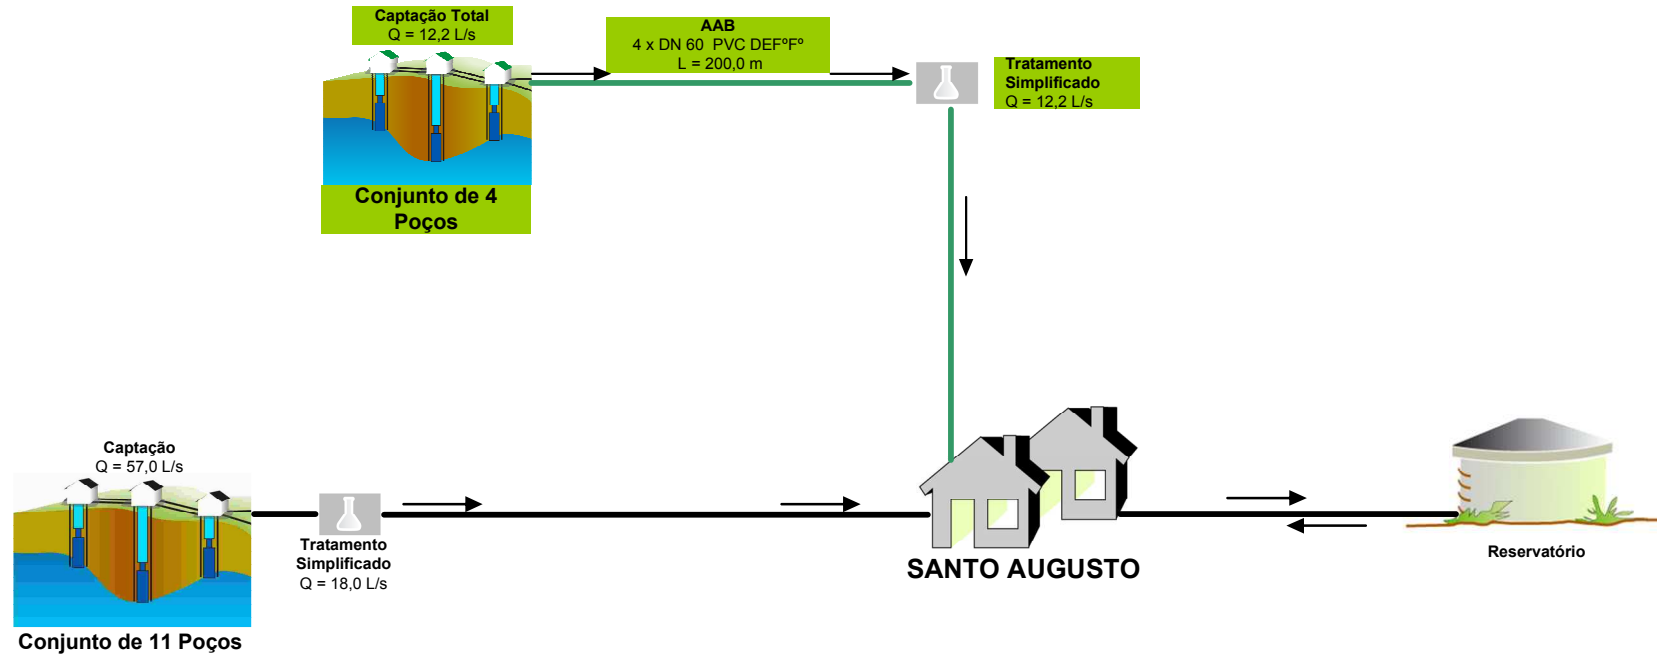 Captação Total
Q = 12,2 L/s
AAB
4 x DN 60  PVC DEFºFº
L = 200,0 m
Tratamento
Simplificado
Q = 12,2 L/s
Conjunto de 4
Poços
Captação
Q = 57,0 L/s
Tratamento
Simplificado
Q = 18,0 L/s
Conjunto de 11 Poços
SANTO AUGUSTO
Reservatório